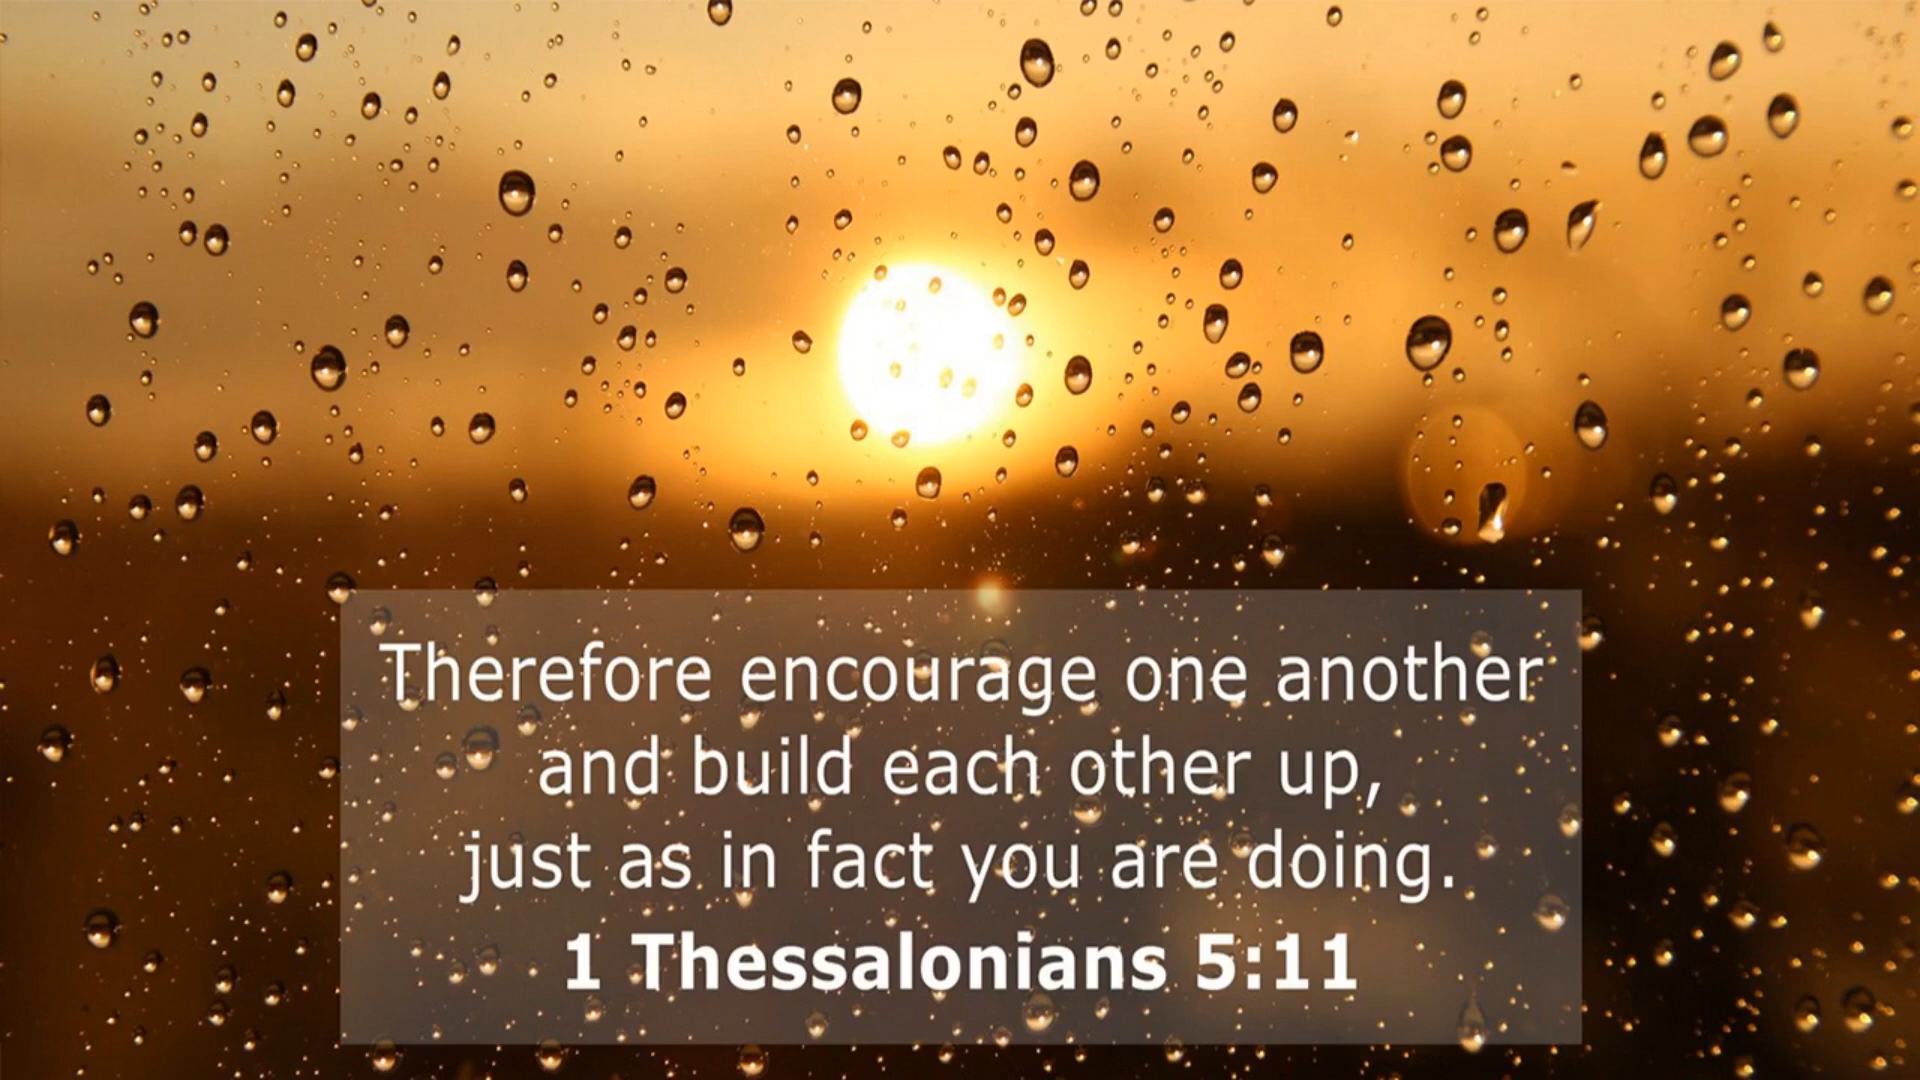 Therefore encourage one another
and build each other up,
just as in fact you are doing.
1 Thessalonians 5:11